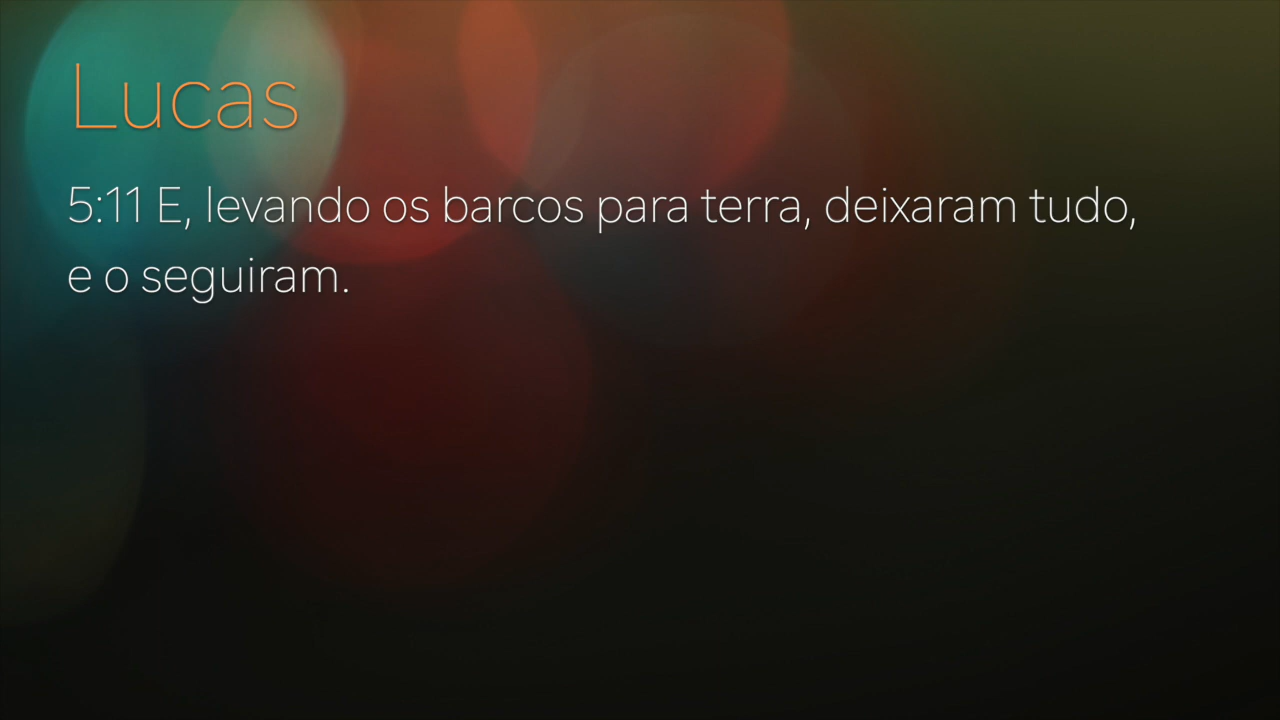 Lucas
5:11 E, levando os barcos para terra, deixaram tudo,
e o seguiram.